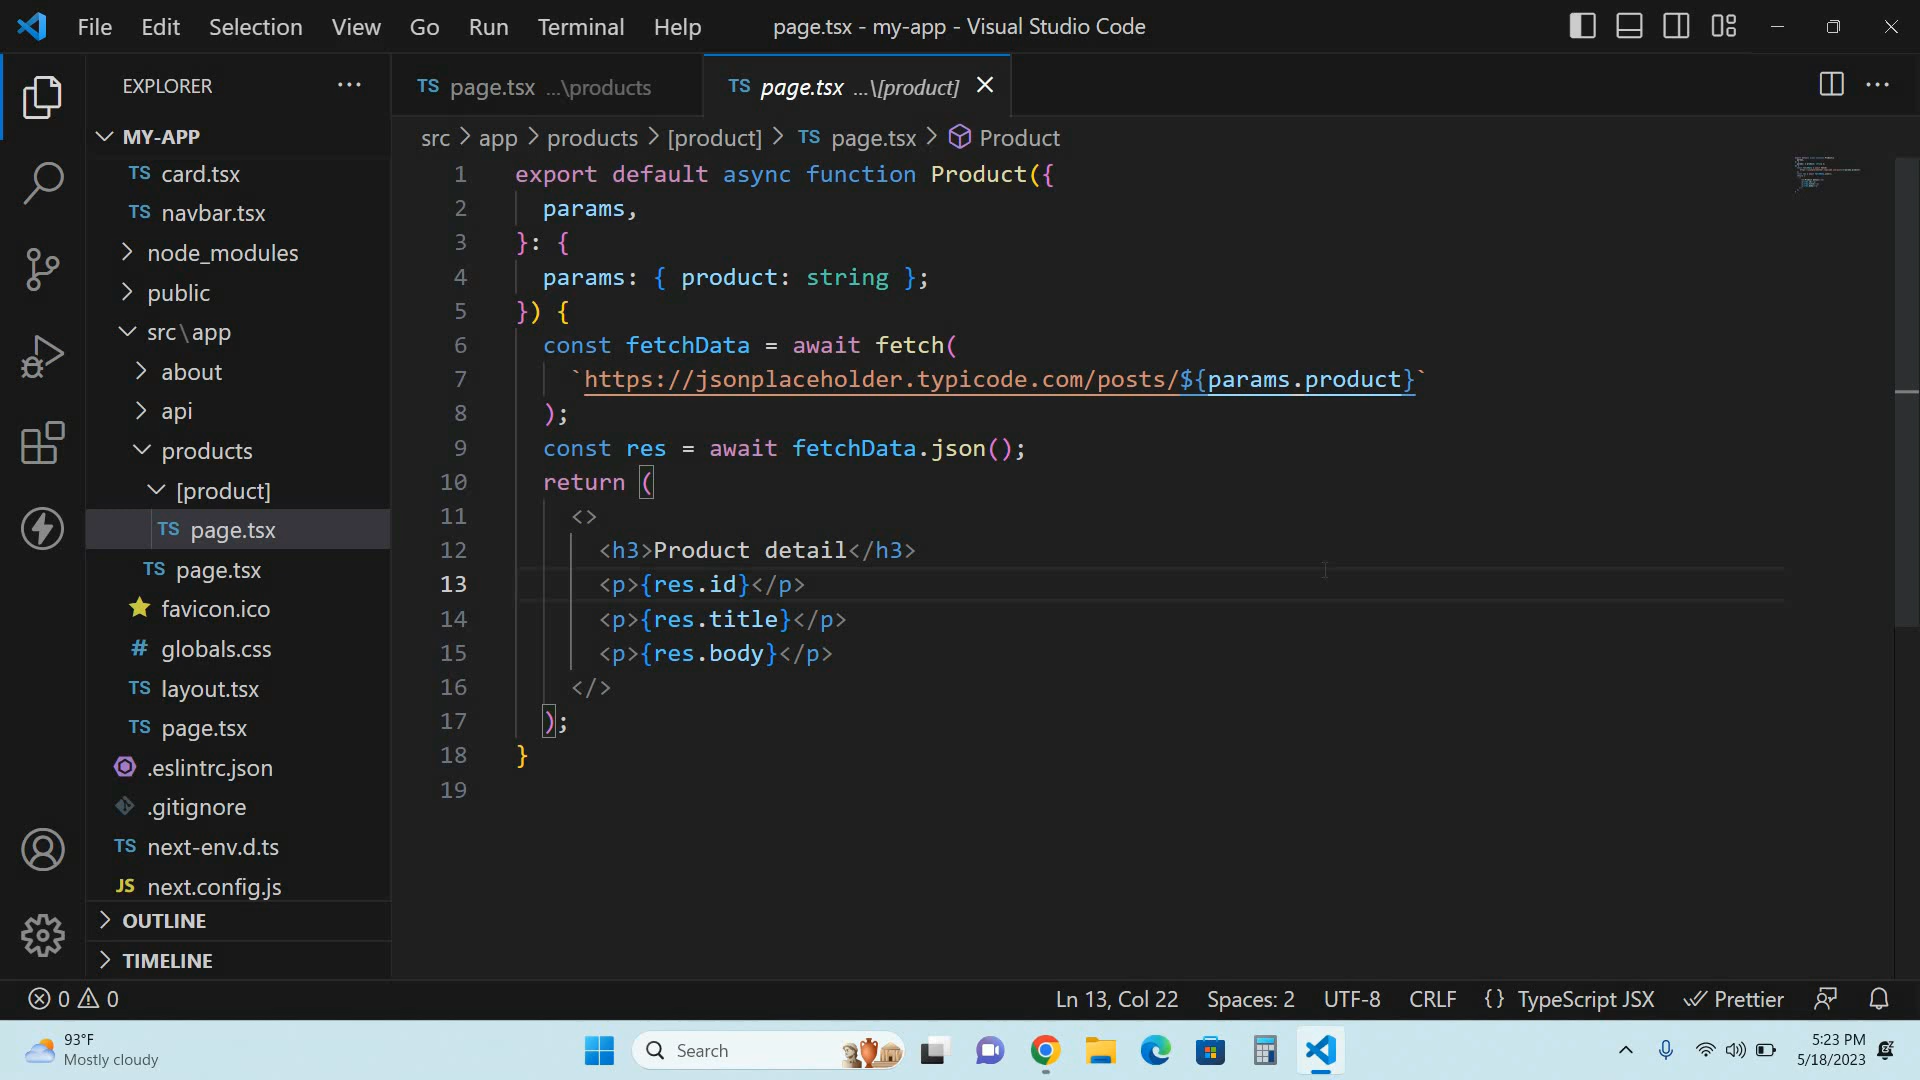 File Edit Selection View Go Run Terminal Help page.tsx - my-app - Visual Studio Code
EXPLORER
MY-APP
TS card.tsx
TS navbar.tsx
node_modules
public
src\app
about
api
products
[product]
TS page.tsx
TS page.tsx
favicon.ico
# globals.css
TS layout.tsx
TS page.tsx
.eslintrc.json
.gitignore
TS next-env.d.ts
JS next.config.js
OUTLINE
TIMELINE
TS page.tsx ...\products TS page.tsx ...\[product]
src > app > products > [product] > TS page.tsx > Product
1 export default async function Product({
2 params,
3 }: {
4 params: { product: string };
5 }) {
6 const fetchData = await fetch(
7 `https://jsonplaceholder.typicode.com/posts/${params.product}`
8 );
9 const res = await fetchData.json();
10 return (
11 <>
12 <h3>Product detail</h3>
13 <p>{res.id}</p>
14 <p>{res.title}</p>
15 <p>{res.body}</p>
16 </>
17 );
18 }
19
0 0 Ln 13, Col 22 Spaces: 2 UTF-8 CRLF {} TypeScript JSX Prettier
93°F
Mostly cloudy
Search
5:23 PM
5/18/2023